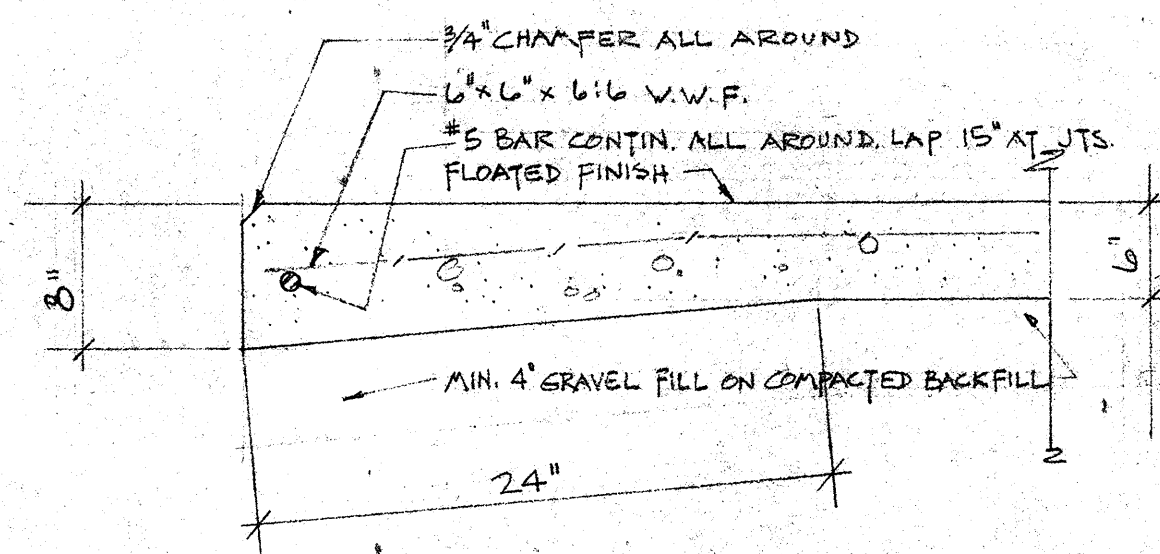 3/4" CHAMFER ALL AROUND
6" x 6" x 6:6 W.W.F.
#5 BAR CONTIN. ALL AROUND. LAP 15" AT JTS.
FLOATED FINISH
8"
6"
MIN. 4" GRAVEL FILL ON COMPACTED BACKFILL
24"